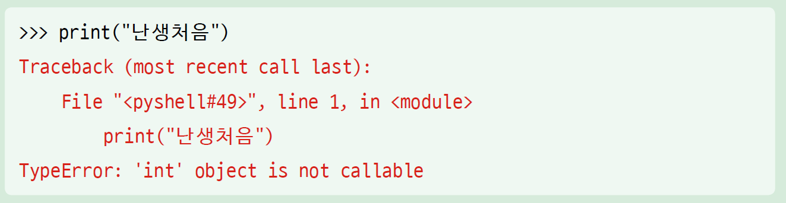 >>> print("난생처음")
Traceback (most recent call last):
File "<pyshell#49>", line 1, in <module>
print("난생처음")
TypeError: 'int' object is not callable